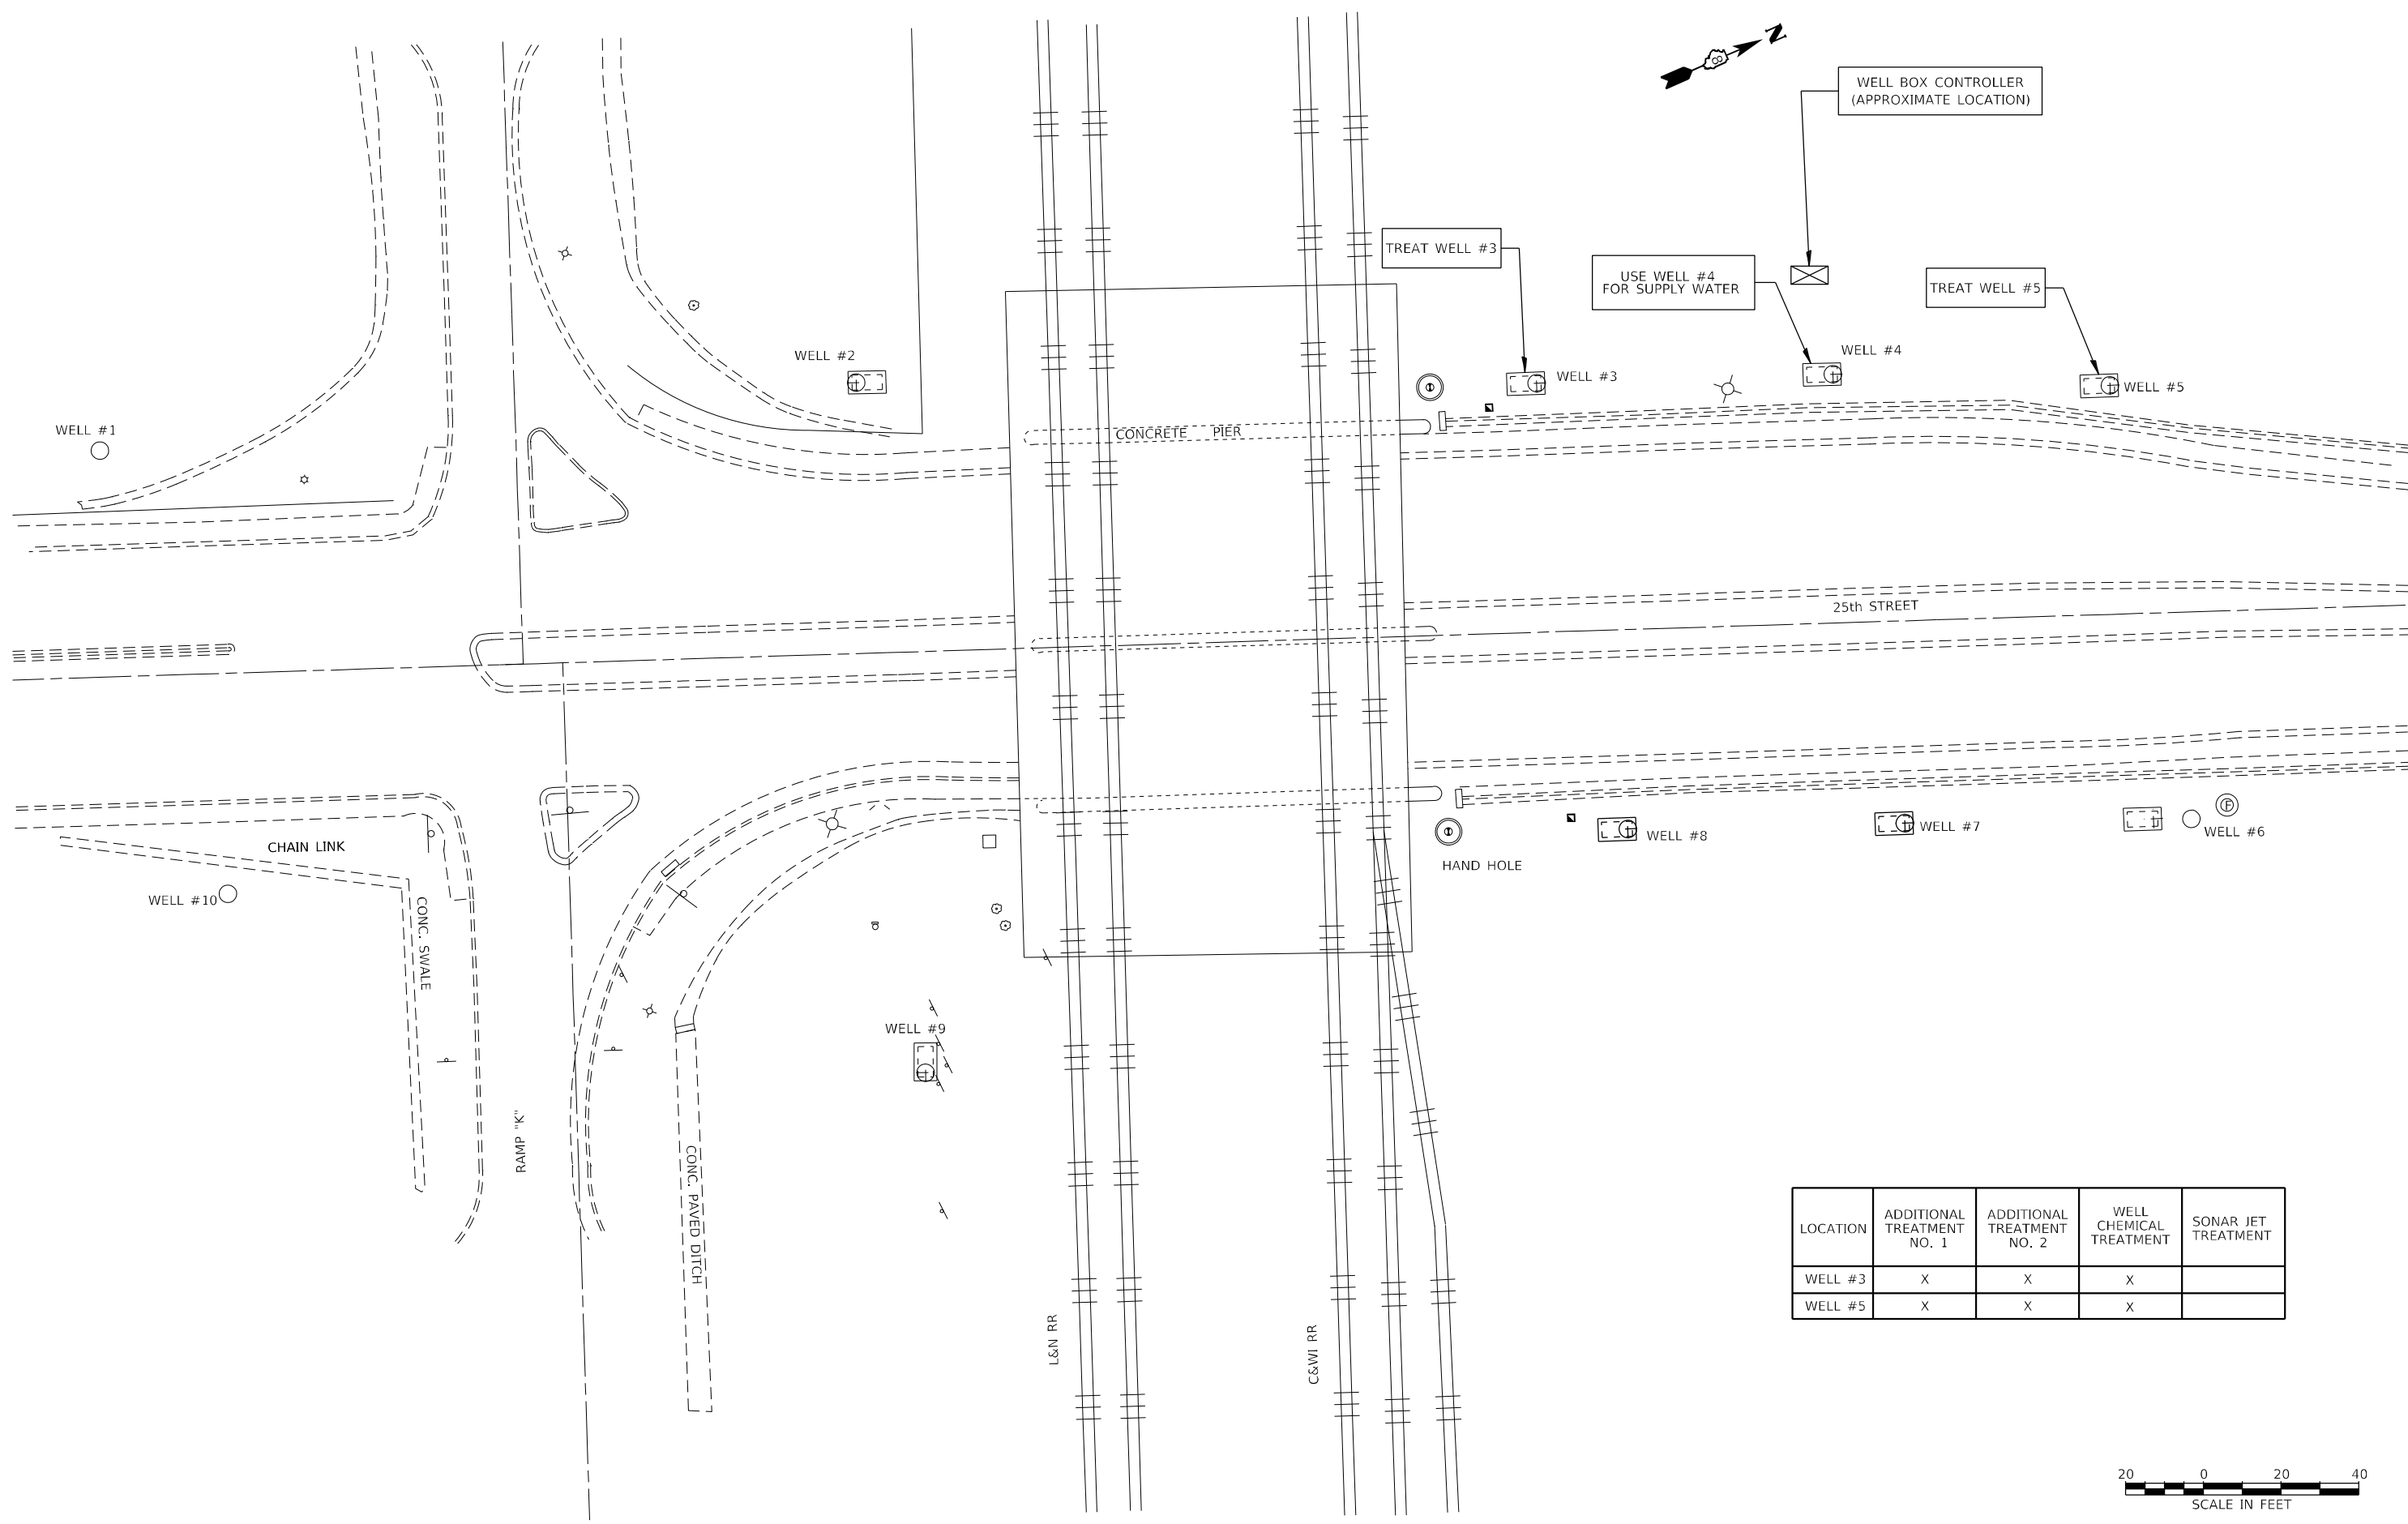 N
WELL BOX CONTROLLER
(APPROXIMATE LOCATION)
TREAT WELL #3
USE WELL #4
FOR SUPPLY WATER
TREAT WELL #5
WELL #2
WELL #4
WELL #3
WELL #5
WELL #1
CONCRETE PIER
25th STREET
CHAIN LINK
WELL #10
CONC. SWALE
WELL #8
WELL #7
F
WELL #6
HAND HOLE
WELL #9
RAMP "K"
CONC. PAVED DITCH
L&N RR
C&WI RR
LOCATION
ADDITIONAL
TREATMENT
NO. 1
ADDITIONAL
TREATMENT
NO. 2
WELL
CHEMICAL
TREATMENT
SONAR JET
TREATMENT
WELL #3 X X X
WELL #5 X X X
20 0 20 40
SCALE IN FEET